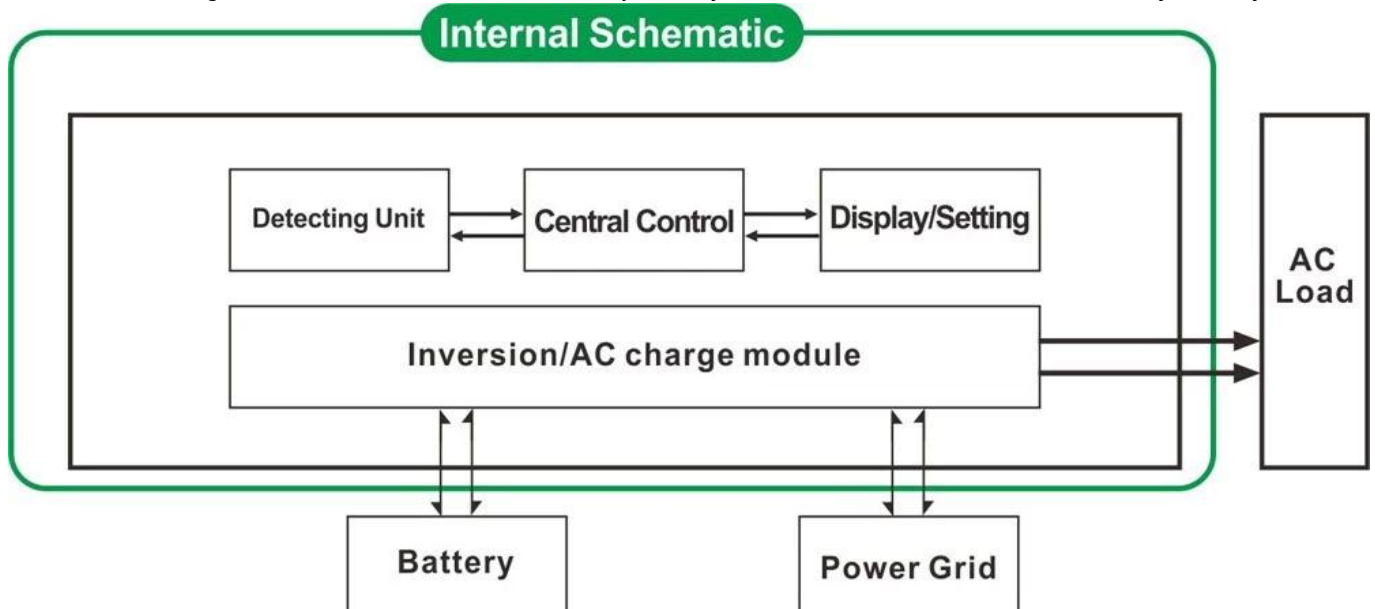 Internal Schematic
Detecting Unit
Central Control
Display/Setting
AC
Load
Inversion/AC charge module
Battery
Power Grid